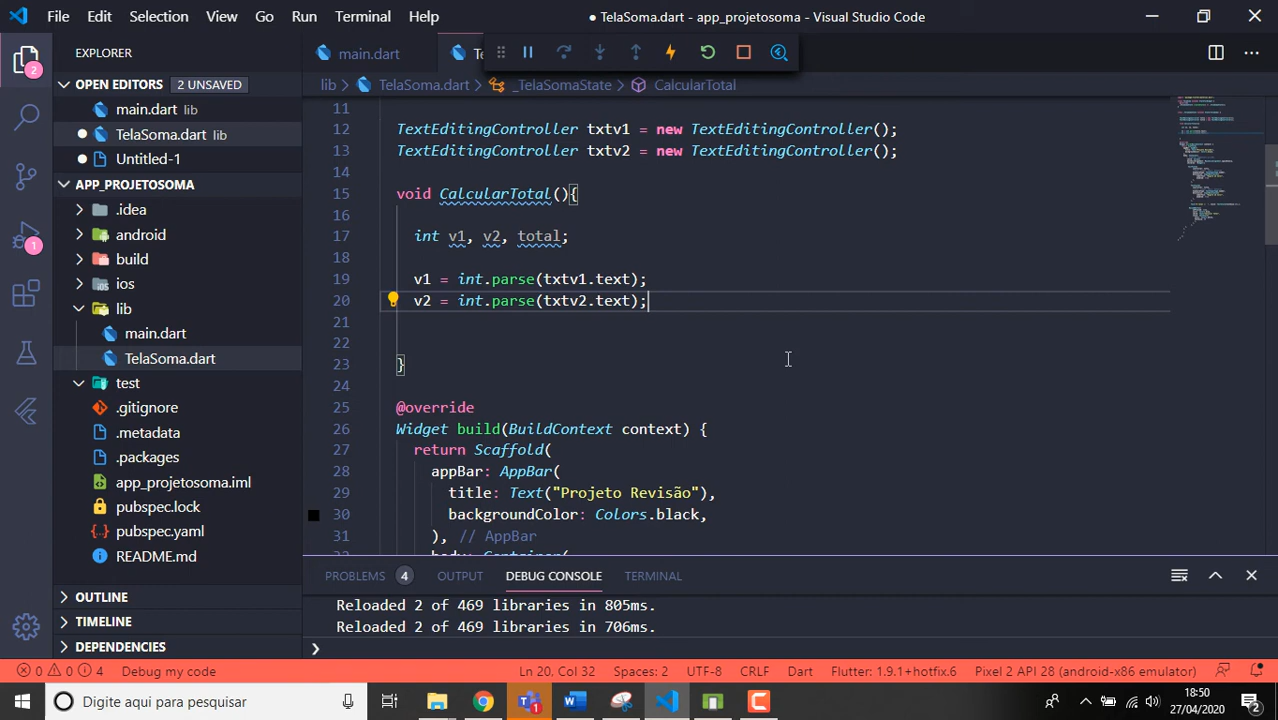 File Edit Selection View Go Run Terminal Help
● TelaSoma.dart - app_projetosoma - Visual Studio Code
EXPLORER
OPEN EDITORS 2 UNSAVED
main.dart lib
● TelaSoma.dart lib
● Untitled-1
APP_PROJETOSOMA
.idea
android
build
ios
lib
main.dart
TelaSoma.dart
test
.gitignore
.metadata
.packages
app_projetosoma.iml
pubspec.lock
pubspec.yaml
README.md
OUTLINE
TIMELINE
DEPENDENCIES
2
1
main.dart
Te
lib > TelaSoma.dart > _TelaSomaState > CalcularTotal
11
12 TextEditingController txtv1 = new TextEditingController();
13 TextEditingController txtv2 = new TextEditingController();
14
15 void CalcularTotal(){
16
17 int v1, v2, total;
18
19 v1 = int.parse(txtv1.text);
20 v2 = int.parse(txtv2.text);
21
22
23 }
24
25 @override
26 Widget build(BuildContext context) {
27 return Scaffold(
28 appBar: AppBar(
29 title: Text("Projeto Revisão"),
30 backgroundColor: Colors.black,
31 ), // AppBar
32 body: Container(
PROBLEMS 4 OUTPUT DEBUG CONSOLE TERMINAL
Reloaded 2 of 469 libraries in 805ms.
Reloaded 2 of 469 libraries in 706ms.
0 0 4 Debug my code
Ln 20, Col 32 Spaces: 2 UTF-8 CRLF Dart Flutter: 1.9.1+hotfix.6 Pixel 2 API 28 (android-x86 emulator)
Digite aqui para pesquisar
1
18:50
27/04/2020
2